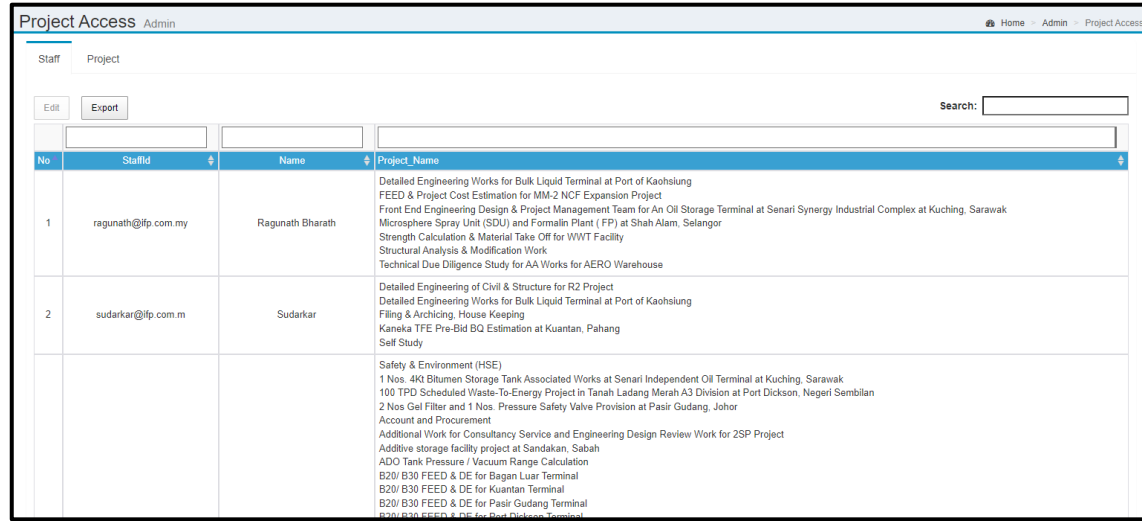 Project Access Admin
Home > Admin > Project Access
Staff Project
Edit Export Search:
No StaffId Name Project_Name
1 ragunath@ifp.com.my Ragunath Bharath
Detailed Engineering Works for Bulk Liquid Terminal at Port of Kaohsiung
FEED & Project Cost Estimation for MM-2 NCF Expansion Project
Front End Engineering Design & Project Management Team for An Oil Storage Terminal at Senari Synergy Industrial Complex at Kuching, Sarawak
Microsphere Spray Unit (SDU) and Formalin Plant ( FP) at Shah Alam, Selangor
Strength Calculation & Material Take Off for WWT Facility
Structural Analysis & Modification Work
Technical Due Diligence Study for AA Works for AERO Warehouse
2 sudarkar@ifp.com.m Sudarkar
Detailed Engineering of Civil & Structure for R2 Project
Detailed Engineering Works for Bulk Liquid Terminal at Port of Kaohsiung
Filing & Archicing, House Keeping
Kaneka TFE Pre-Bid BQ Estimation at Kuantan, Pahang
Self Study
Safety & Environment (HSE)
1 Nos. 4Kt Bitumen Storage Tank Associated Works at Senari Independent Oil Terminal at Kuching, Sarawak
100 TPD Scheduled Waste-To-Energy Project in Tanah Ladang Merah A3 Division at Port Dickson, Negeri Sembilan
2 Nos Gel Filter and 1 Nos. Pressure Safety Valve Provision at Pasir Gudang, Johor
Account and Procurement
Additional Work for Consultancy Service and Engineering Design Review Work for 2SP Project
Additive storage facility project at Sandakan, Sabah
ADO Tank Pressure / Vacuum Range Calculation
B20/ B30 FEED & DE for Bagan Luar Terminal
B20/ B30 FEED & DE for Kuantan Terminal
B20/ B30 FEED & DE for Pasir Gudang Terminal
B20/ B30 FEED & DE for Port Dickson Terminal